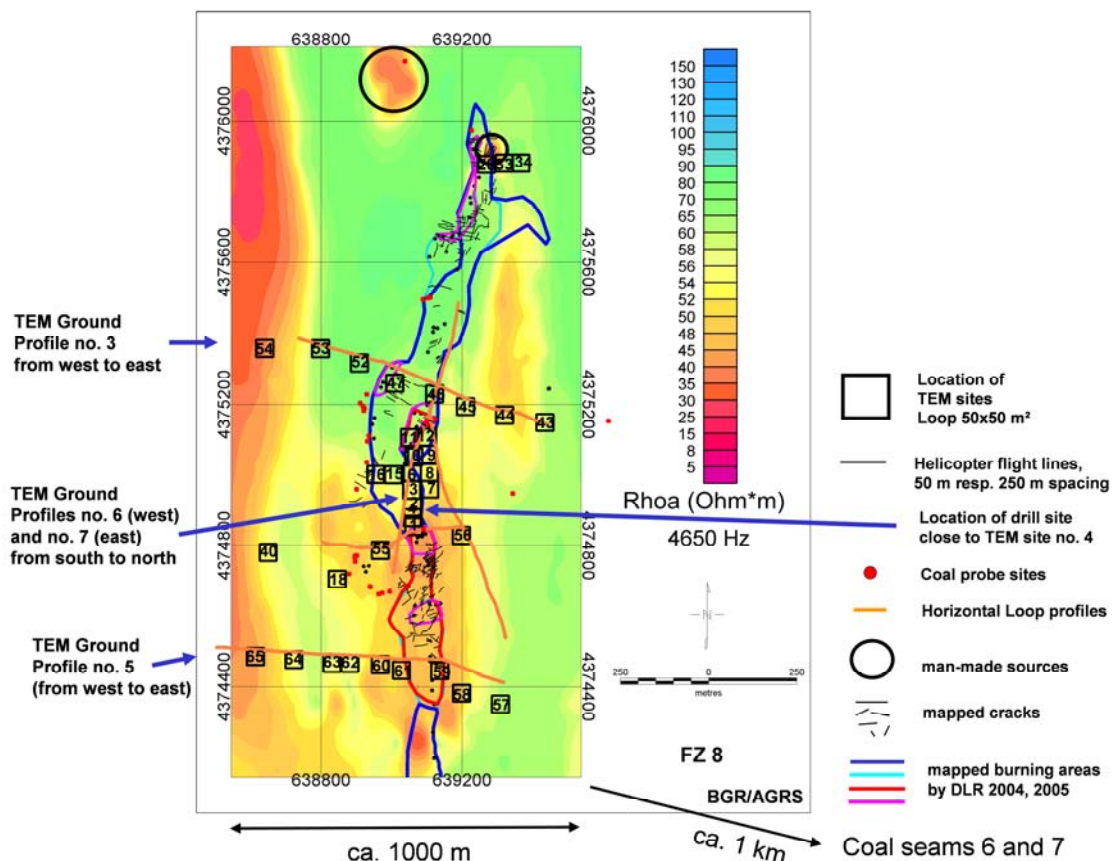 638800 639200
4376000
4375600
4375200
4374800
4374400
4376000
4375600
4375200
4374800
4374400
638800 639200
34
54
53
52
47
45
44
43
12
9
16
15
8
3
7
40
55
56
18
65
64
63
62
60
61
59
58
57
150
130
110
100
95
90
80
70
65
60
58
56
54
52
50
48
45
40
35
30
25
15
8
5
Rhoa (Ohm*m)
4650 Hz
N
250 0 250
metres
FZ 8
BGR/AGRS
ca. 1000 m
ca. 1 km
Coal seams 6 and 7
TEM Ground
Profile no. 3
from west to east
TEM Ground
Profiles no. 6 (west)
and no. 7 (east)
from south to north
TEM Ground
Profile no. 5
(from west to east)
Location of
TEM sites
Loop 50x50 m²
Helicopter flight lines,
50 m resp. 250 m spacing
Location of drill site
close to TEM site no. 4
Coal probe sites
Horizontal Loop profiles
man-made sources
mapped cracks
mapped burning areas
by DLR 2004, 2005